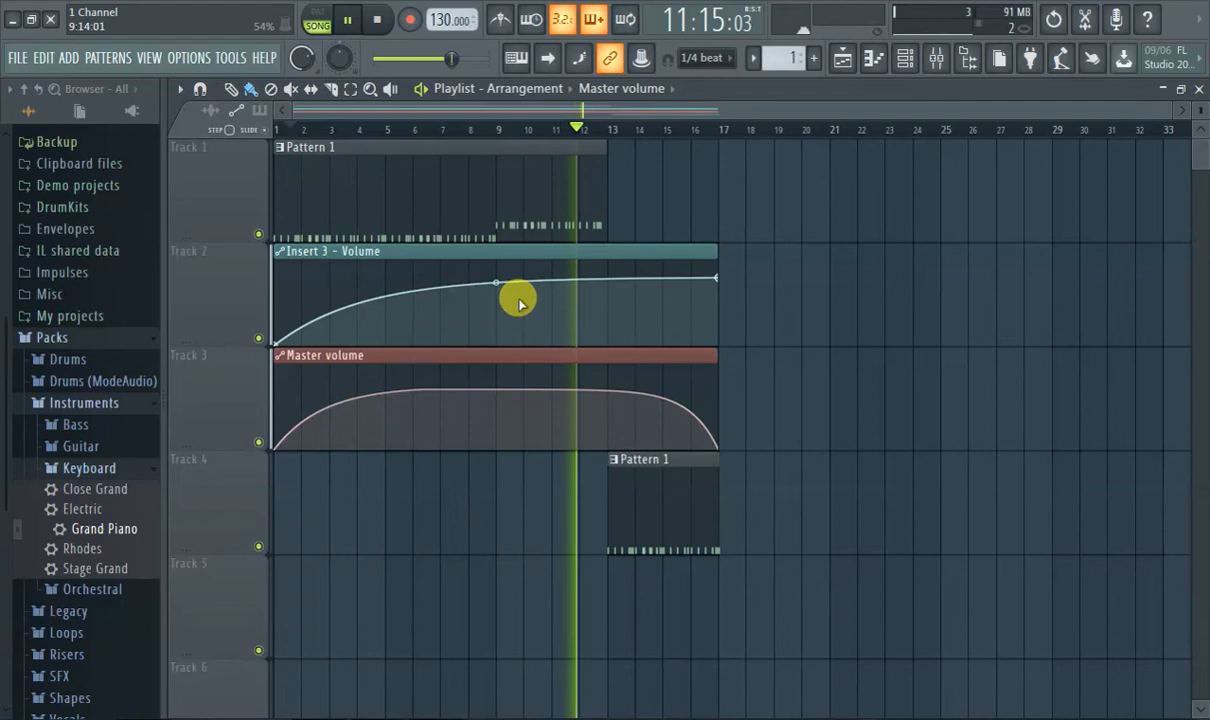 1 Channel
9:14:01
54%
PAT
SONG
130.000
3.2.1
11:15:03
B:S:T
3
91 MB
2
FILE EDIT ADD PATTERNS VIEW OPTIONS TOOLS HELP
1/4 beat
1
09/06 FL
Studio 20...
Browser - All
Playlist - Arrangement
Master volume
STEP
SLIDE
1 2 3 4 5 6 7 8 9 10 11 12 13 14 15 16 17 18 19 20 21 22 23 24 25 26 27 28 29 30 31 32 33
Backup
Clipboard files
Demo projects
DrumKits
Envelopes
IL shared data
Impulses
Misc
My projects
Packs
Drums
Drums (ModeAudio)
Instruments
Bass
Guitar
Keyboard
Close Grand
Electric
Grand Piano
Rhodes
Stage Grand
Orchestral
Legacy
Loops
Risers
SFX
Shapes
Vocals
Track 1
Pattern 1
Track 2
Insert 3 - Volume
Track 3
Master volume
Track 4
Pattern 1
Track 5
Track 6